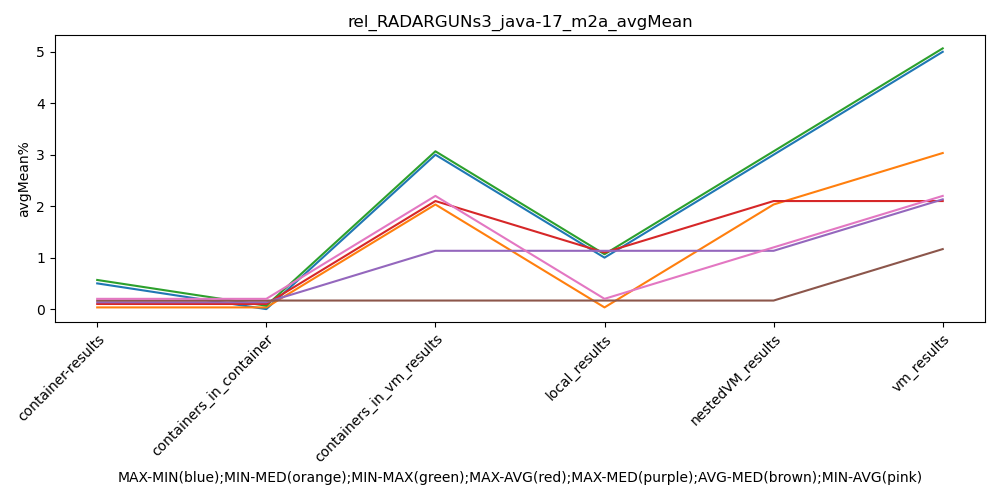 rel_RADARGUNs3_java-17_m2a_avgMean
avgMean%
5
4
3
2
1
0
container-results
containers_in_container
containers_in_vm_results
local_results
nestedVM_results
vm_results
MAX-MIN(blue);MIN-MED(orange);MIN-MAX(green);MAX-AVG(red);MAX-MED(purple);AVG-MED(brown);MIN-AVG(pink)